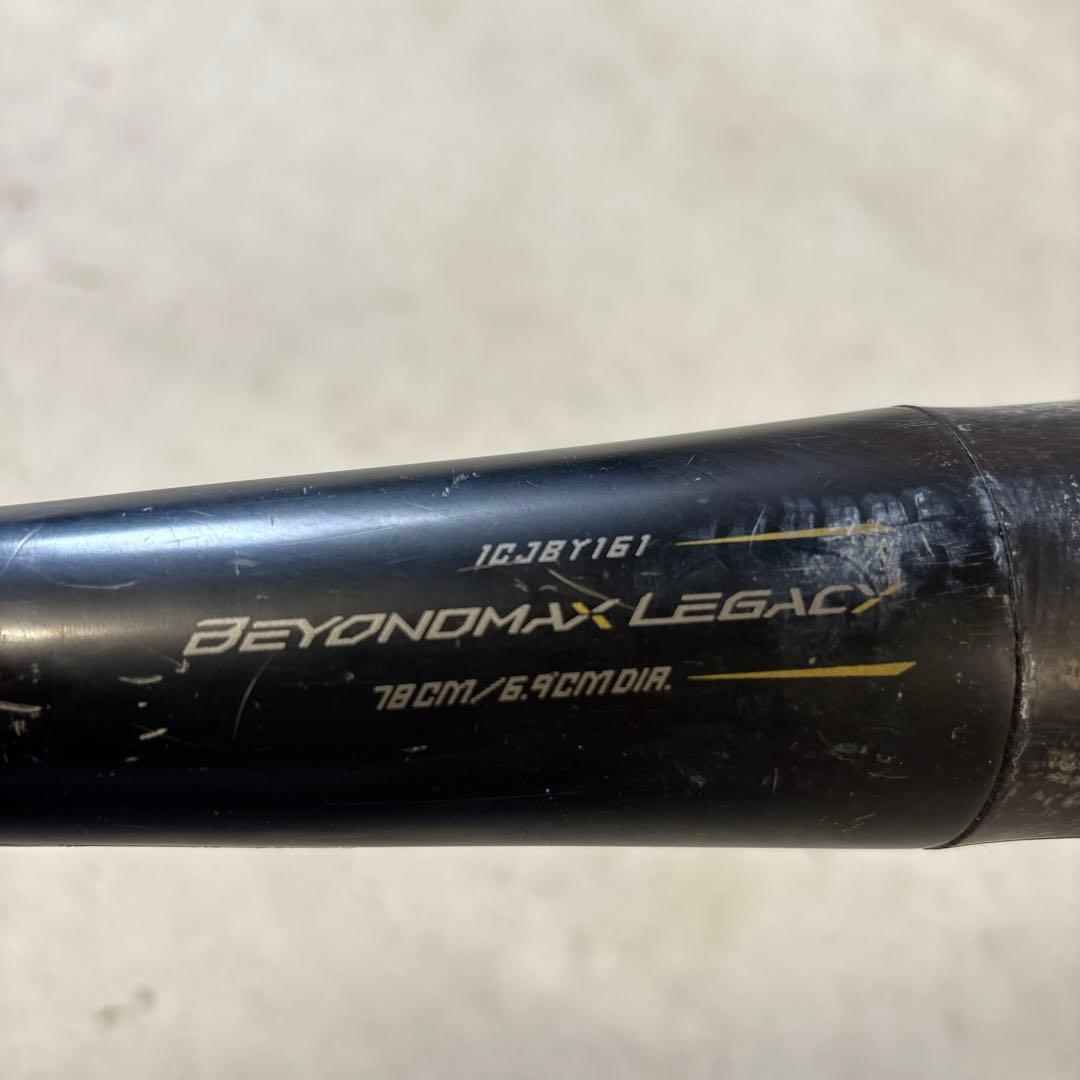 1CJBY161
BEYONDMAX LEGACY
78CM/6.9CM DIA.